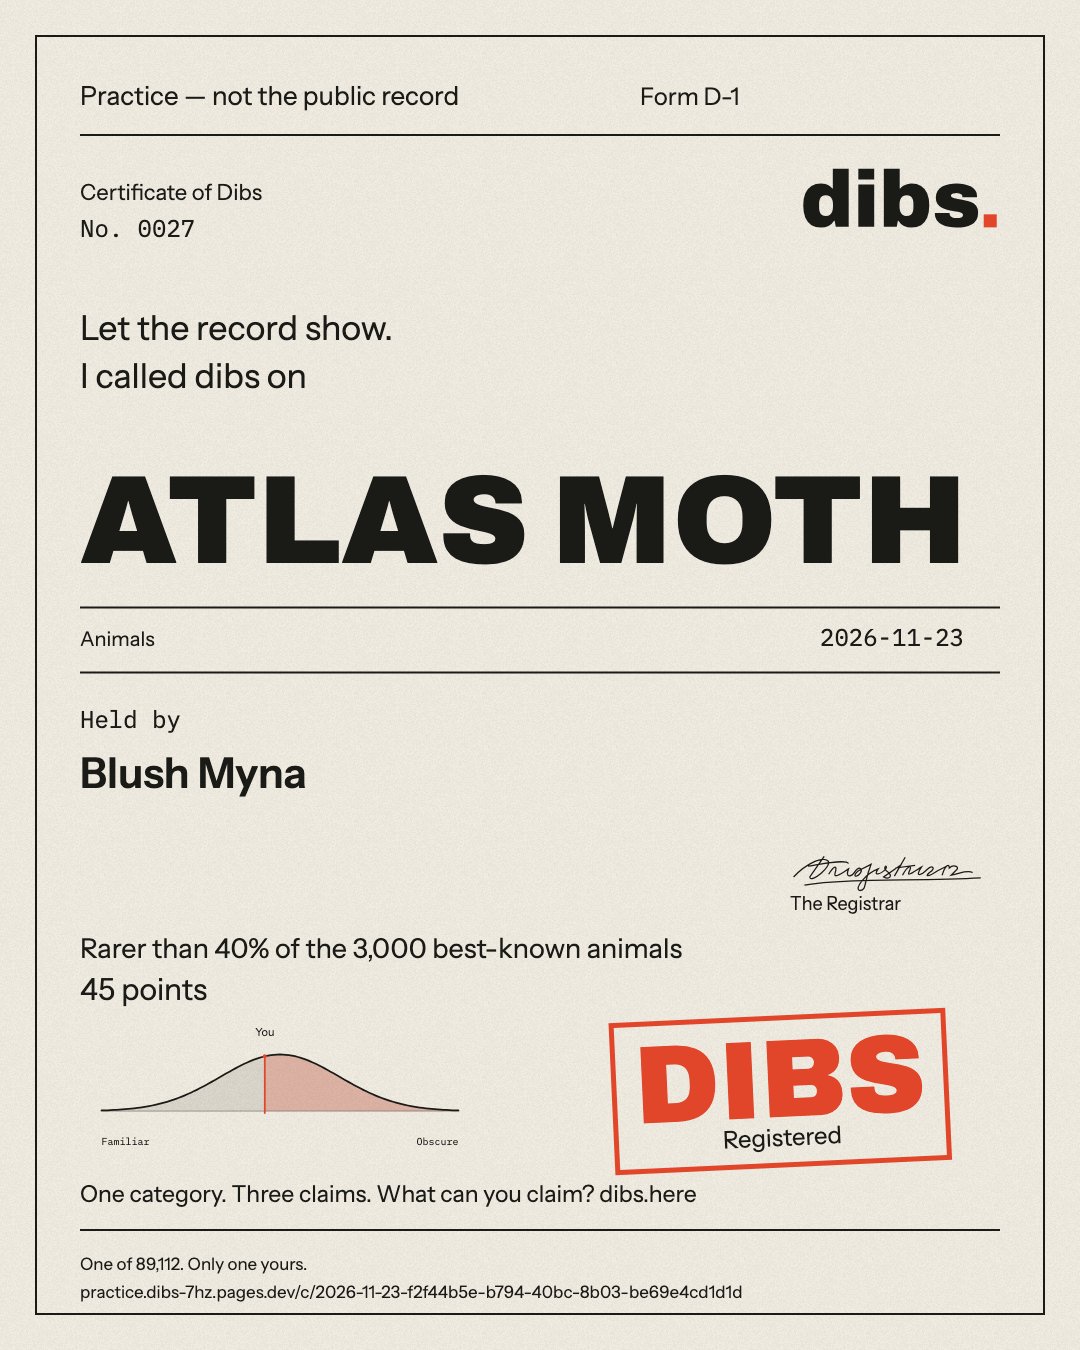 Practice — not the public record
Form D-1
Certificate of Dibs
No. 0027
dibs.
Let the record show.
I called dibs on
ATLAS MOTH
Animals
2026-11-23
Held by
Blush Myna
The Registrar
Rarer than 40% of the 3,000 best-known animals
45 points
You
Familiar
Obscure
DIBS
Registered
One category. Three claims. What can you claim? dibs.here
One of 89,112. Only one yours.
practice.dibs-7hz.pages.dev/c/2026-11-23-f2f44b5e-b794-40bc-8b03-be69e4cd1d1d